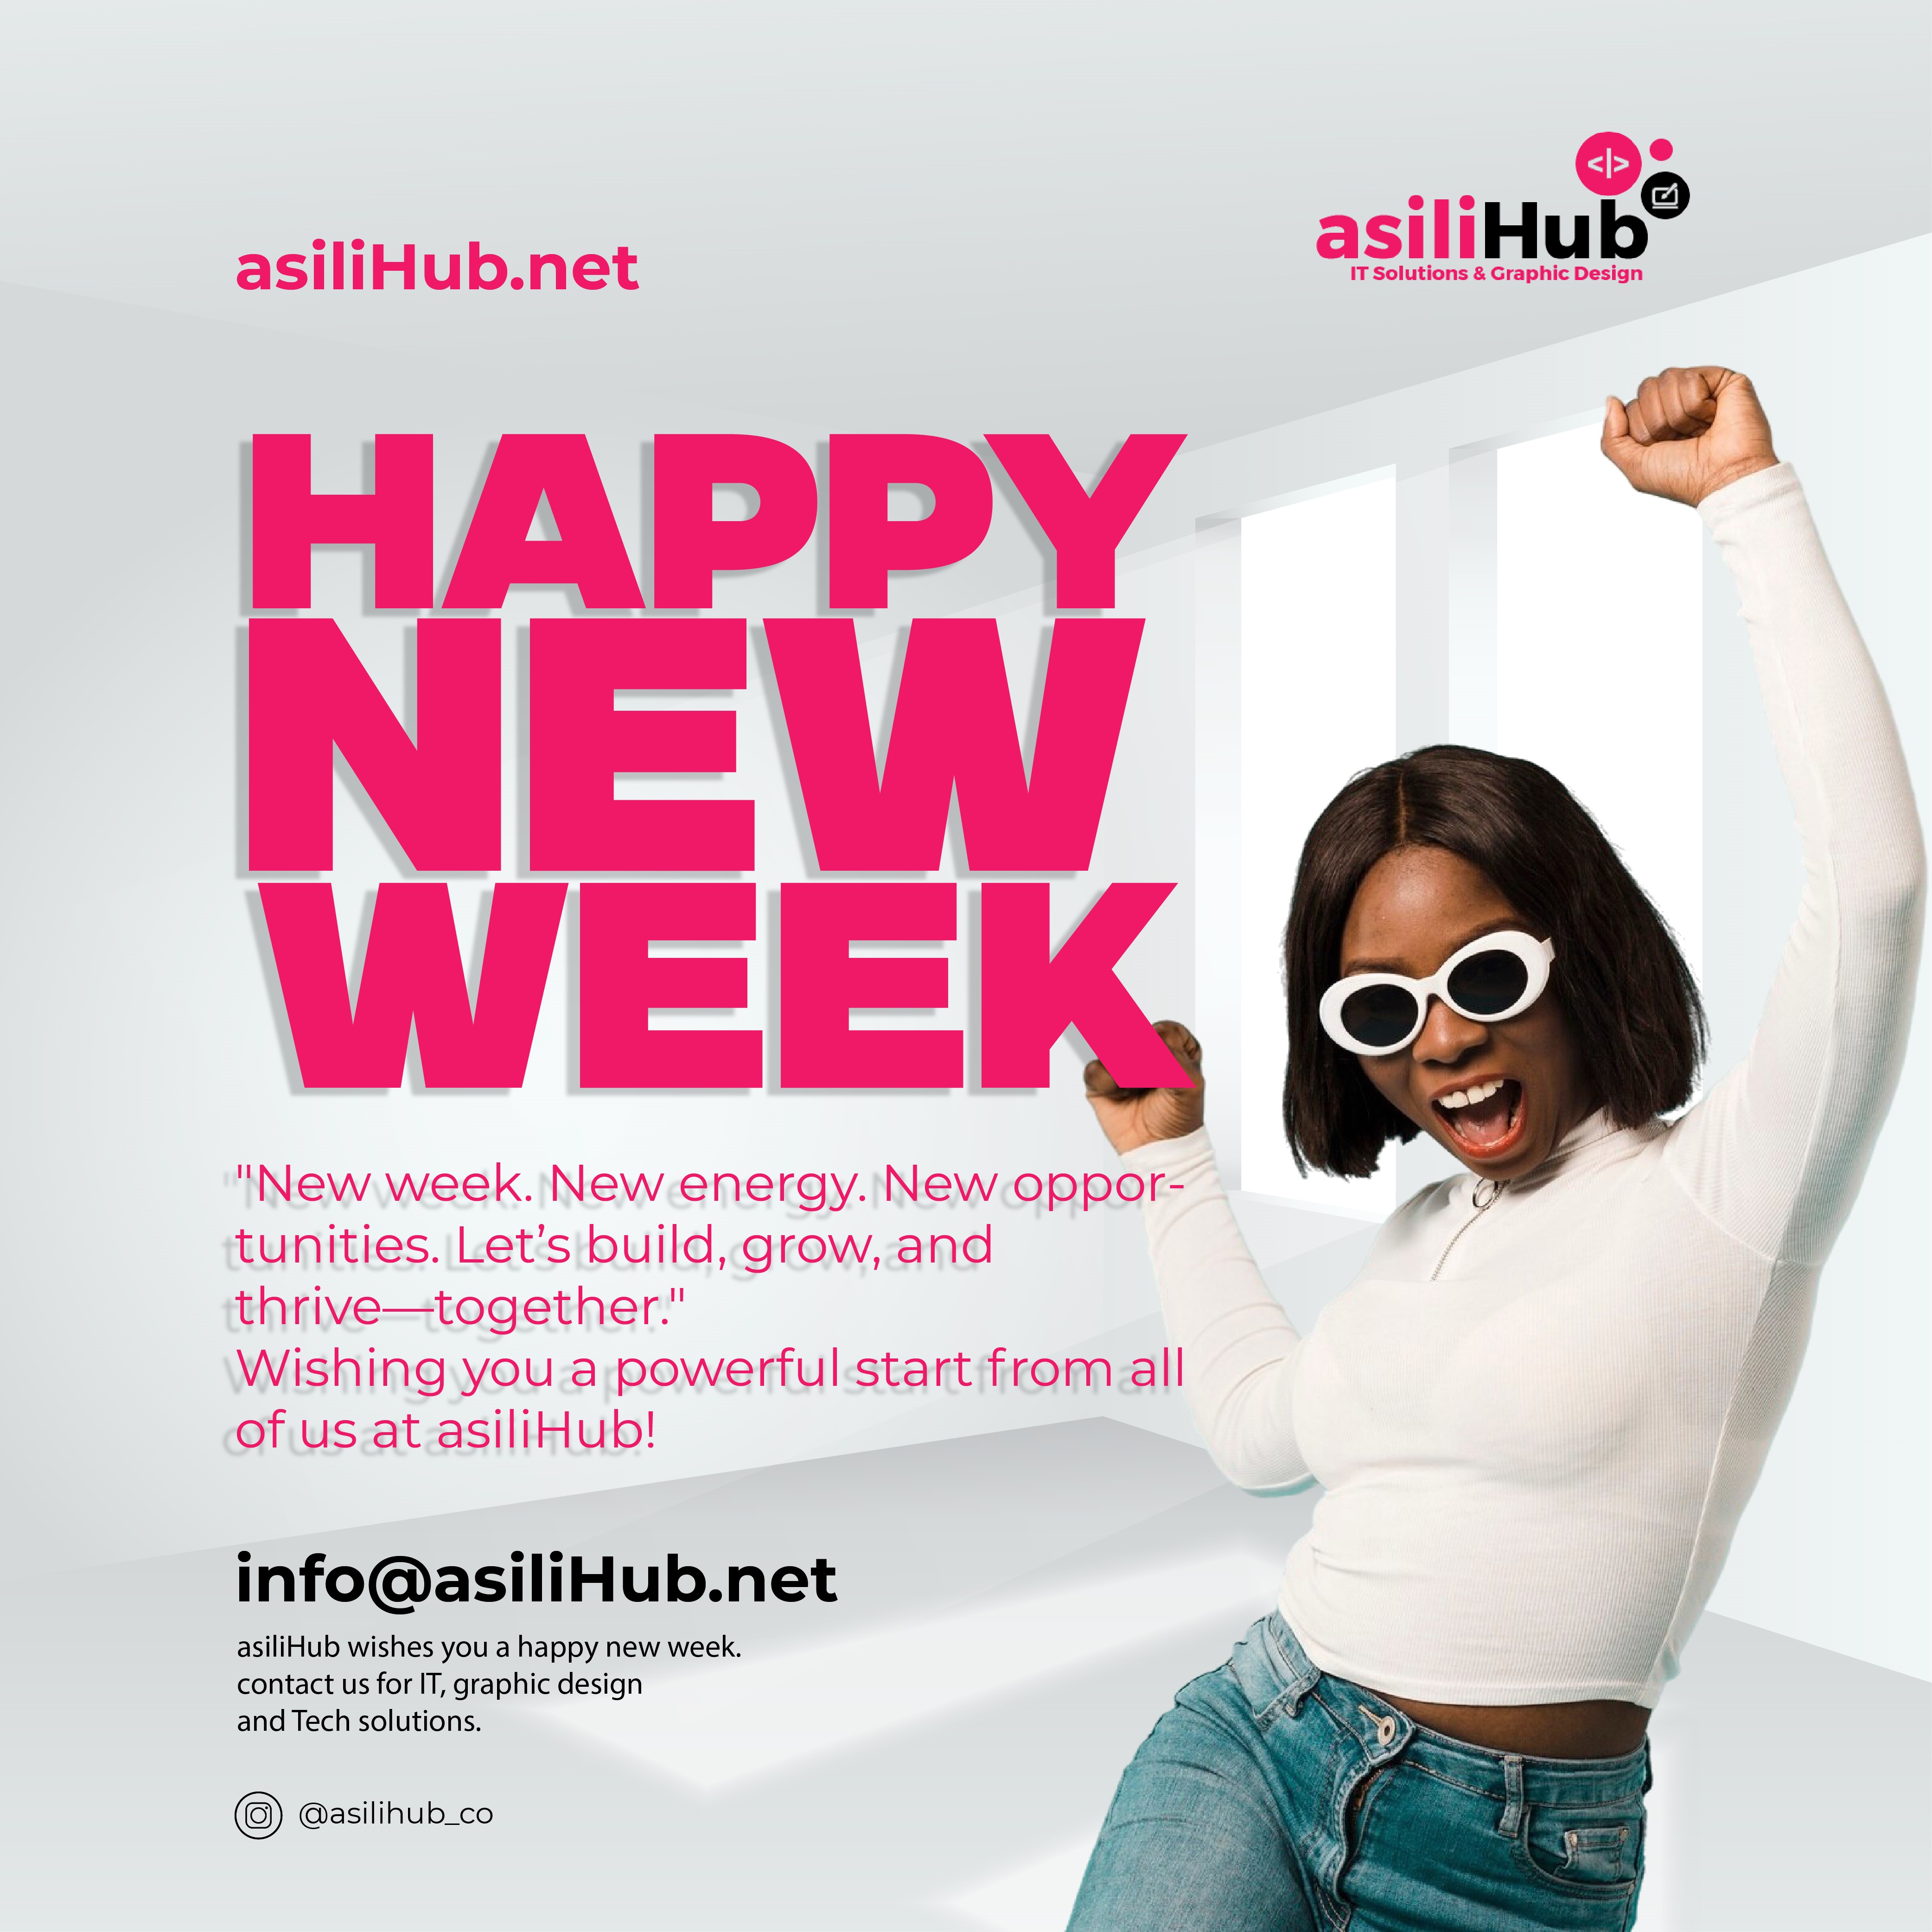 asiliHub.net
<|>
asiliHub
IT Solutions & Graphic Design
HAPPY
NEW
WEEK
"New week. New energy. New oppor-
tunities. Let’s build, grow, and
thrive—together."
Wishing you a powerful start from all
of us at asiliHub!
info@asiliHub.net
asiliHub wishes you a happy new week.
contact us for IT, graphic design
and Tech solutions.
@asilihub_co